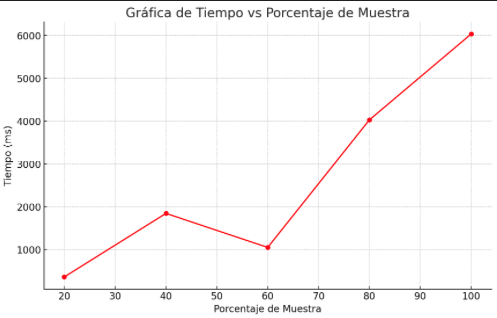 Gráfica de Tiempo vs Porcentaje de Muestra
6000
5000
4000
3000
2000
1000
Tiempo (ms)
20 30 40 50 60 70 80 90 100
Porcentaje de Muestra